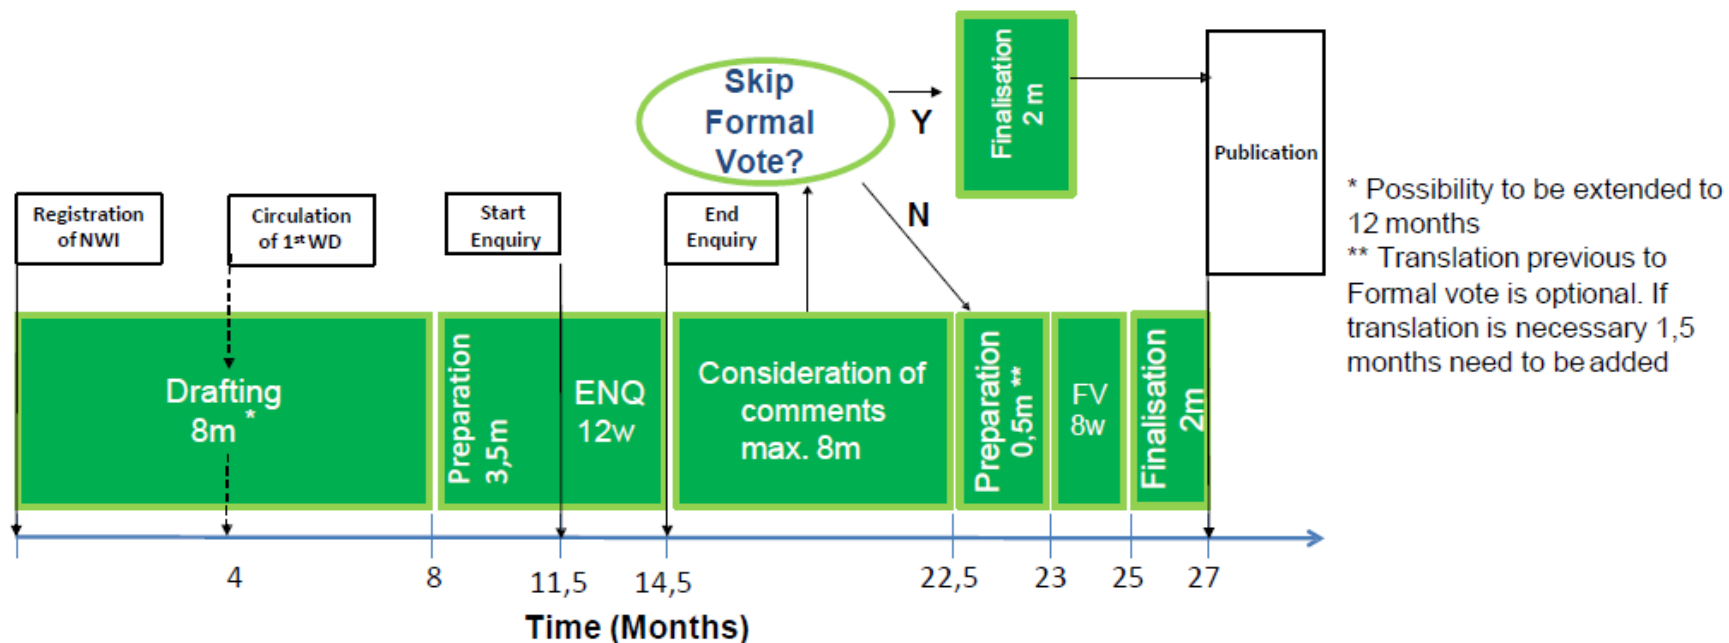 Skip
Formal
Vote?
Y
N
Finalisation
2 m
Publication
Registration
of NWI
Circulation
of 1st WD
Start
Enquiry
End
Enquiry
Drafting
8m *
Preparation
3,5m
ENQ
12w
Consideration of
comments
max. 8m
Preparation
0,5m **
FV
8w
Finalisation
2m
4
8
11,5
14,5
22,5
23
25
27
Time (Months)
* Possibility to be extended to
12 months
** Translation previous to
Formal vote is optional. If
translation is necessary 1,5
months need to be added